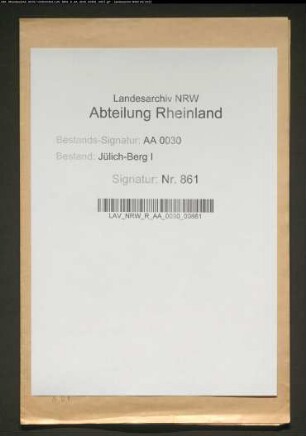 Landesarchiv NRW
Abteilung Rheinland
Bestands-Signatur: AA 0030
Bestand: Jülich-Berg I
Signatur: Nr. 861
LAV_NRW_R_AA_0030_00861